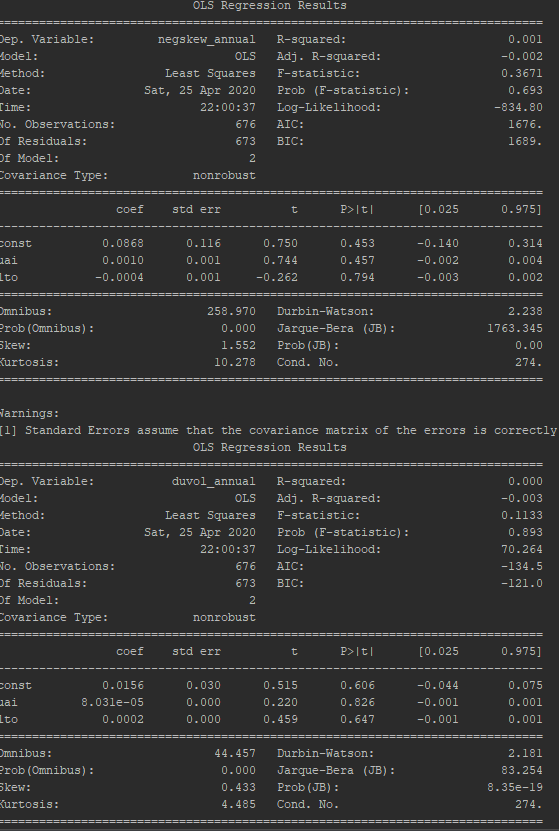 OLS Regression Results
==============================================================================
Dep. Variable: negskew_annual R-squared: 0.001
Model: OLS Adj. R-squared: -0.002
Method: Least Squares F-statistic: 0.3671
Date: Sat, 25 Apr 2020 Prob (F-statistic): 0.693
Time: 22:00:37 Log-Likelihood: -834.80
No. Observations: 676 AIC: 1676.
Df Residuals: 673 BIC: 1689.
Df Model: 2
Covariance Type: nonrobust
==============================================================================
coef std err t P>|t| [0.025 0.975]
------------------------------------------------------------------------------
const 0.0868 0.116 0.750 0.453 -0.140 0.314
uai 0.0010 0.001 0.744 0.457 -0.002 0.004
lto -0.0004 0.001 -0.262 0.794 -0.003 0.002
==============================================================================
Omnibus: 258.970 Durbin-Watson: 2.238
Prob(Omnibus): 0.000 Jarque-Bera (JB): 1763.345
Skew: 1.552 Prob(JB): 0.00
Kurtosis: 10.278 Cond. No. 274.
==============================================================================
Warnings:
[1] Standard Errors assume that the covariance matrix of the errors is correctly
OLS Regression Results
==============================================================================
Dep. Variable: duvol_annual R-squared: 0.000
Model: OLS Adj. R-squared: -0.003
Method: Least Squares F-statistic: 0.1133
Date: Sat, 25 Apr 2020 Prob (F-statistic): 0.893
Time: 22:00:37 Log-Likelihood: 70.264
No. Observations: 676 AIC: -134.5
Df Residuals: 673 BIC: -121.0
Df Model: 2
Covariance Type: nonrobust
==============================================================================
coef std err t P>|t| [0.025 0.975]
------------------------------------------------------------------------------
const 0.0156 0.030 0.515 0.606 -0.044 0.075
uai 8.031e-05 0.000 0.220 0.826 -0.001 0.001
lto 0.0002 0.000 0.459 0.647 -0.001 0.001
==============================================================================
Omnibus: 44.457 Durbin-Watson: 2.181
Prob(Omnibus): 0.000 Jarque-Bera (JB): 83.254
Skew: 0.433 Prob(JB): 8.35e-19
Kurtosis: 4.485 Cond. No. 274.
==============================================================================